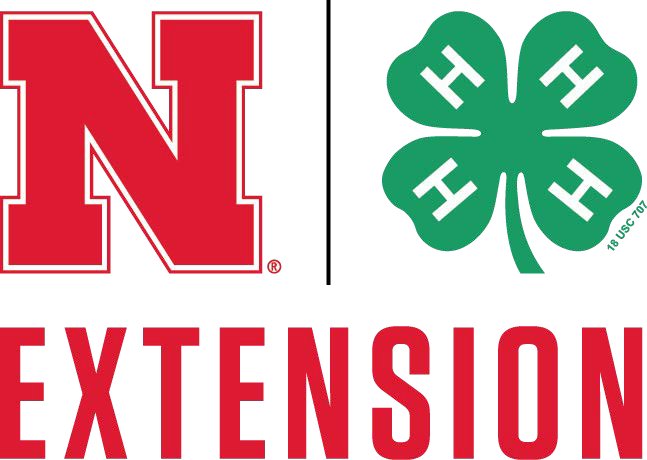 N®
H H
H H
18 USC 707
EXTENSION